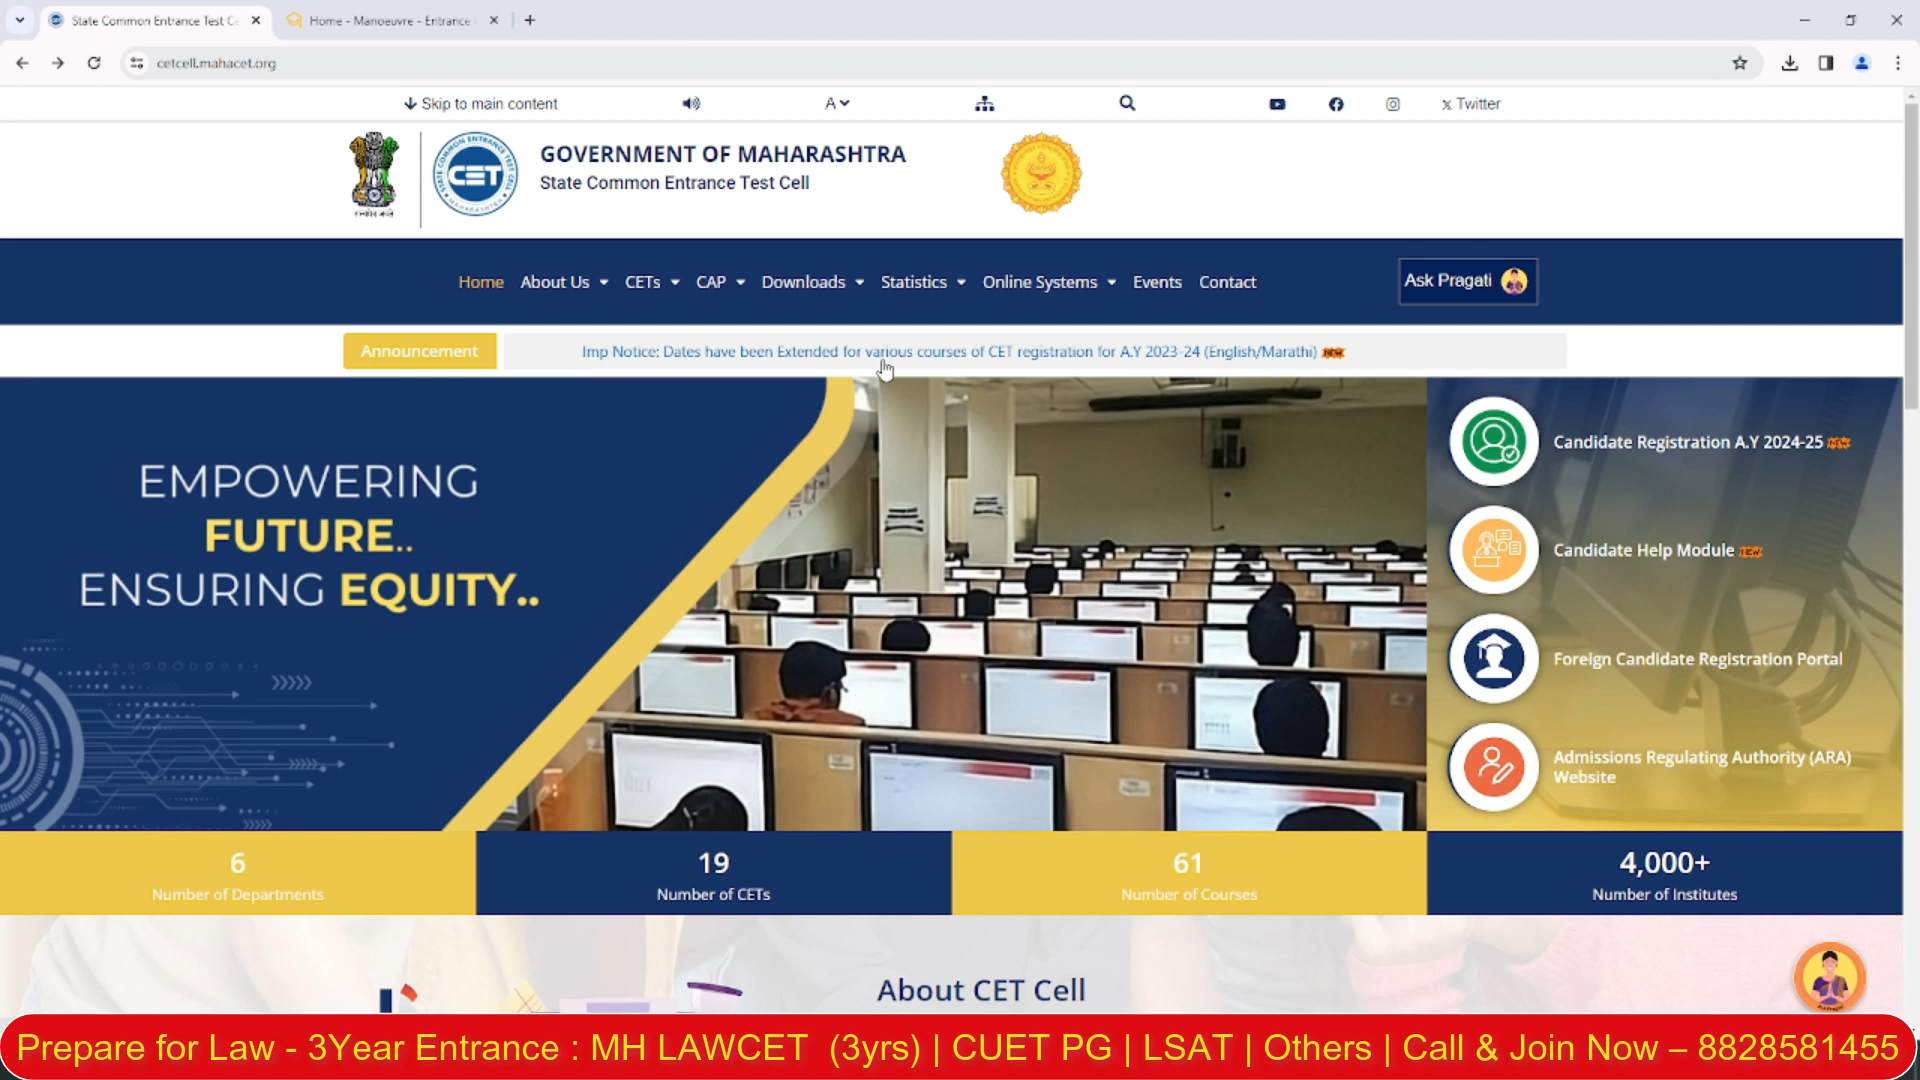 State Common Entrance Test C
Home - Manoeuvre - Entrance
cetcell.mahacet.org
Skip to main content
A
Twitter
GOVERNMENT OF MAHARASHTRA
State Common Entrance Test Cell
CET
Home About Us CETs CAP Downloads Statistics Online Systems Events Contact
Ask Pragati
Announcement
Imp Notice: Dates have been Extended for various courses of CET registration for A.Y 2023-24 (English/Marathi) NEW
EMPOWERING
FUTURE..
ENSURING EQUITY..
Candidate Registration A.Y 2024-25 NEW
Candidate Help Module NEW
Foreign Candidate Registration Portal
Admissions Regulating Authority (ARA)
Website
6
Number of Departments
19
Number of CETs
61
Number of Courses
4,000+
Number of Institutes
About CET Cell
Prepare for Law - 3Year Entrance : MH LAWCET (3yrs) | CUET PG | LSAT | Others | Call & Join Now – 8828581455